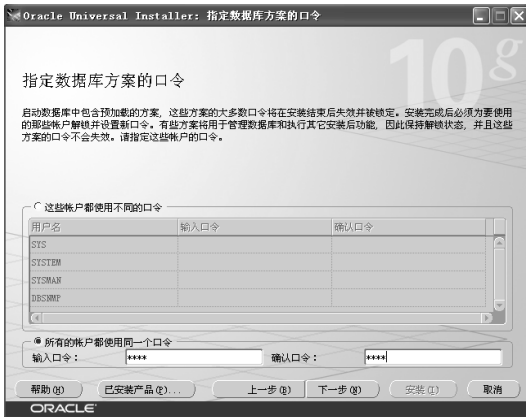 Oracle Universal Installer: 指定数据库方案的口令
10g
指定数据库方案的口令
启动数据库中包含预加载的方案, 这些方案的大多数口令将在安装结束后失效并被锁定。安装完成后必须为要使用
的那些帐户解锁并设置新口令。有些方案将用于管理数据库和执行其它安装后功能, 因此保持解锁状态, 并且这些
方案的口令不会失效。请指定这些帐户的口令。
这些帐户都使用不同的口令
用户名 输入口令 确认口令
SYS
SYSTEM
SYSMAN
DBSNMP
所有的帐户都使用同一个口令
输入口令: **** 确认口令: ****
帮助(H) 已安装产品(P)... 上一步(B) 下一步(N) 安装(I) 取消
ORACLE